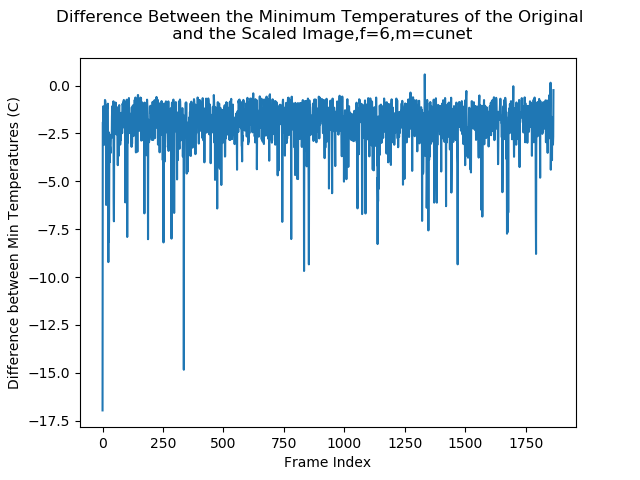 Difference Between the Minimum Temperatures of the Original
and the Scaled Image,f=6,m=cunet
Difference between Min Temperatures (C)
0.0
−2.5
−5.0
−7.5
−10.0
−12.5
−15.0
−17.5
0 250 500 750 1000 1250 1500 1750
Frame Index